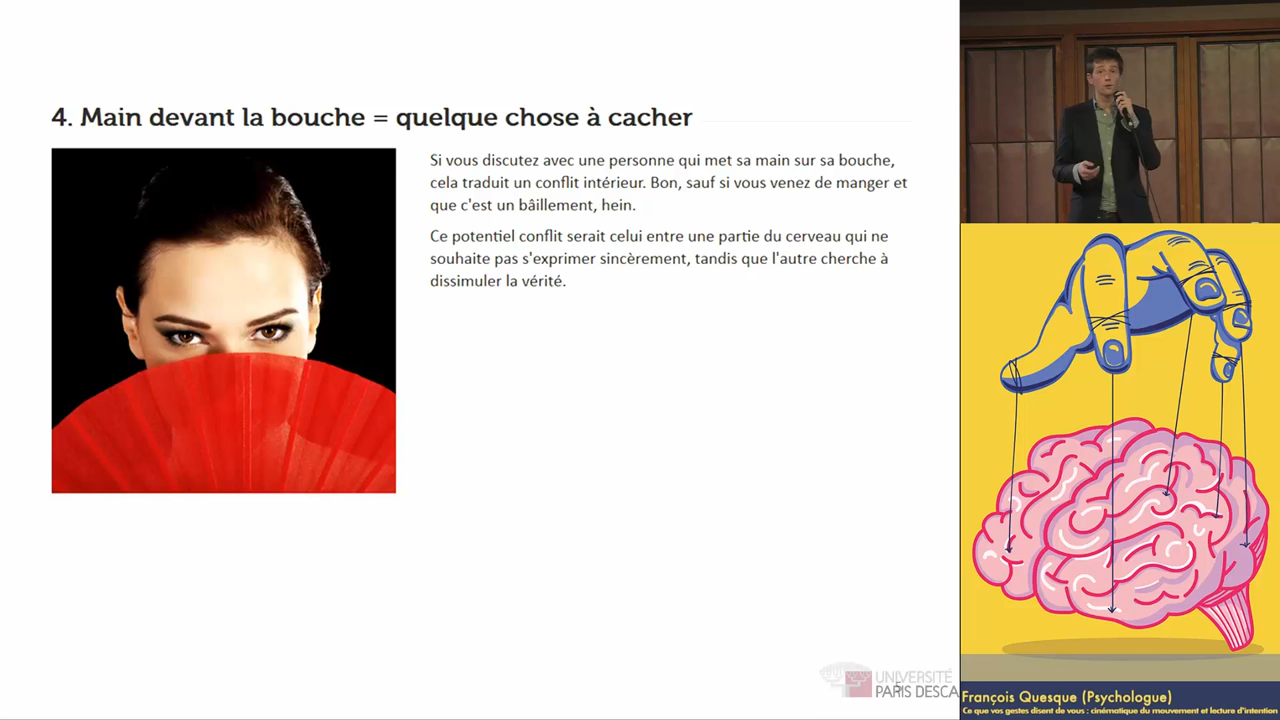 4. Main devant la bouche = quelque chose à cacher
Si vous discutez avec une personne qui met sa main sur sa bouche,
cela traduit un conflit intérieur. Bon, sauf si vous venez de manger et
que c'est un bâillement, hein.
Ce potentiel conflit serait celui entre une partie du cerveau qui ne
souhaite pas s'exprimer sincèrement, tandis que l'autre cherche à
dissimuler la vérité.
UNIVERSITÉ
PARIS DESCA
François Quesque (Psychologue)
Ce que vos gestes disent de vous : cinématique du mouvement et lecture d'intention